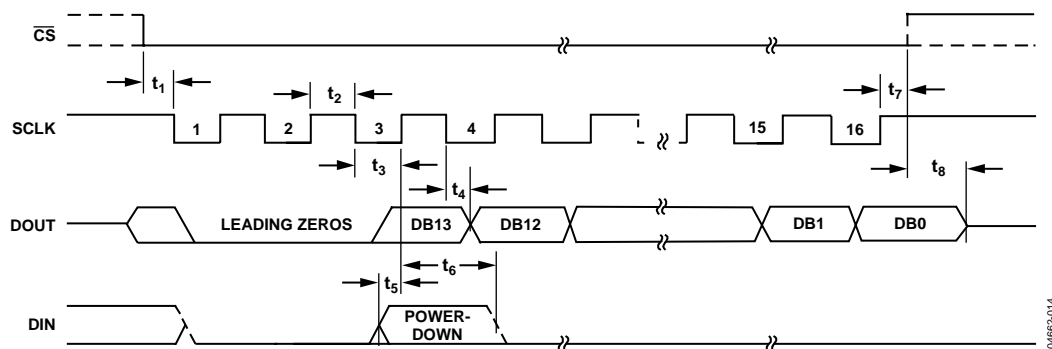 CS
t1
t2
t7
SCLK
1
2
3
4
15
16
t3
t4
t8
DOUT
LEADING ZEROS
DB13
DB12
DB1
DB0
t6
t5
DIN
POWER-
DOWN
04662-014